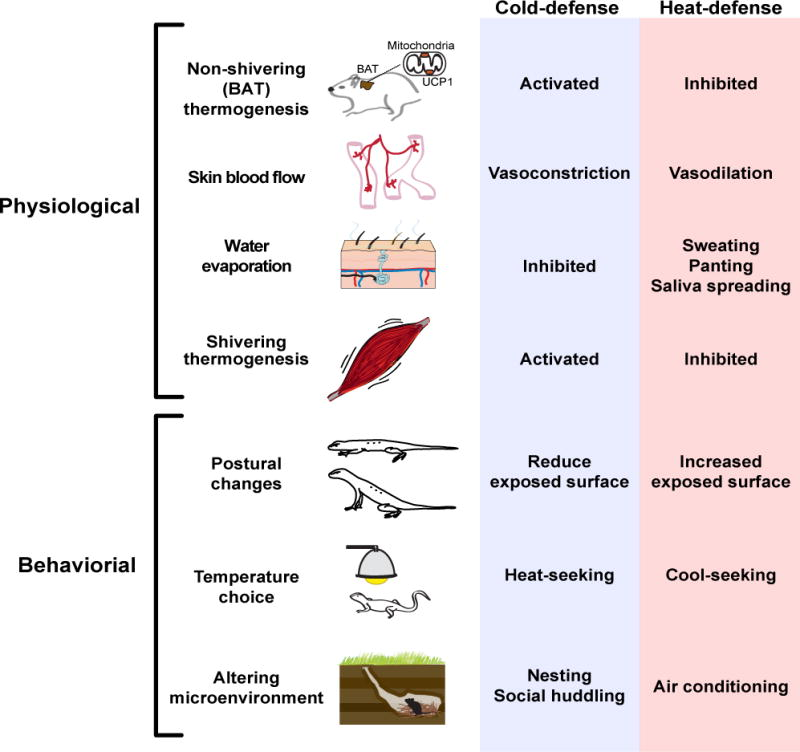 Cold-defense Heat-defense
Mitochondria
BAT
UCP1
Non-shivering
(BAT)
thermogenesis
Activated
Inhibited
Skin blood flow
Vasoconstriction
Vasodilation
Physiological
Water
evaporation
Inhibited
Sweating
Panting
Saliva spreading
Shivering
thermogenesis
Activated
Inhibited
Postural
changes
Reduce
exposed surface
Increased
exposed surface
Behaviorial
Temperature
choice
Heat-seeking
Cool-seeking
Altering
microenvironment
Nesting
Social huddling
Air conditioning